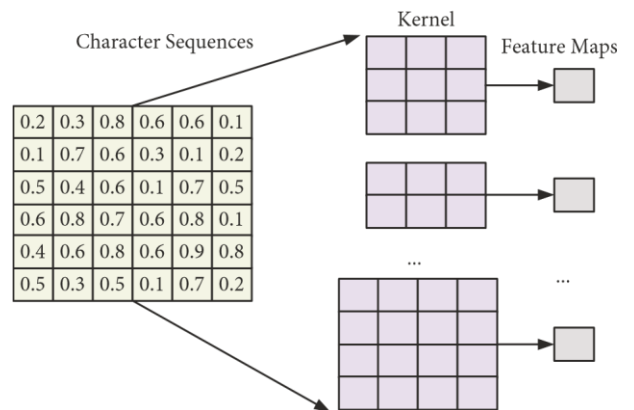 Kernel
Character Sequences
Feature Maps
0.2 0.3 0.8 0.6 0.6 0.1
0.1 0.7 0.6 0.3 0.1 0.2
0.5 0.4 0.6 0.1 0.7 0.5
0.6 0.8 0.7 0.6 0.8 0.1
0.4 0.6 0.8 0.6 0.9 0.8
0.5 0.3 0.5 0.1 0.7 0.2
...
...